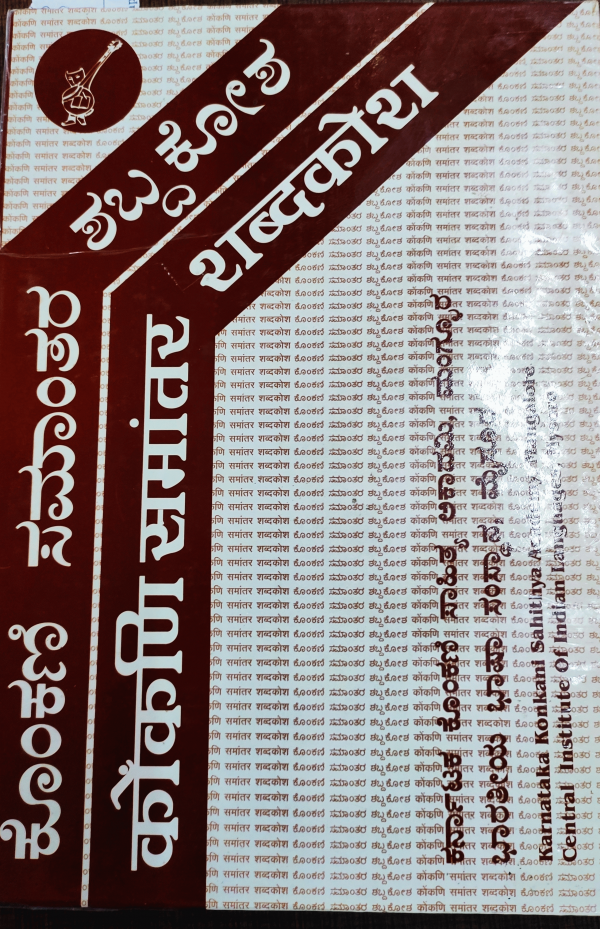 ಕೊಂಕಣಿ ಸಮಾಂತರ ಶಬ್ದಕೋಶ
कोंकणि समांतर शब्दकोश
ಕರ್ನಾಟಕ ಕೊಂಕಣಿ ಸಾಹಿತ್ಯ ಅಕಾಡೆಮಿ, ಮಂಗ್ಳೂರ
ಭಾರತೀಯ ಭಾಷಾ ಸಂಸ್ಥಾನ, ಮೈಸೂರ
Karnataka Konkani Sahithya Academy, Mangalore
Central Institute of Indian Languages, Mysore